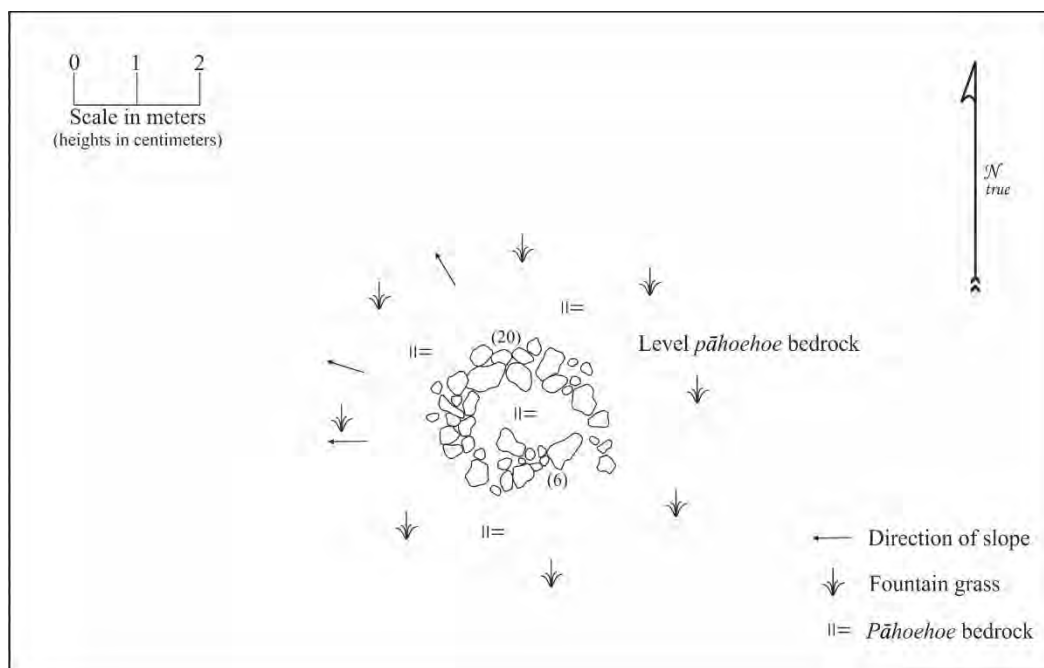 0 1 2
Scale in meters
(heights in centimeters)
N
true
(20)
Level pāhoehoe bedrock
(6)
Direction of slope
Fountain grass
Pāhoehoe bedrock